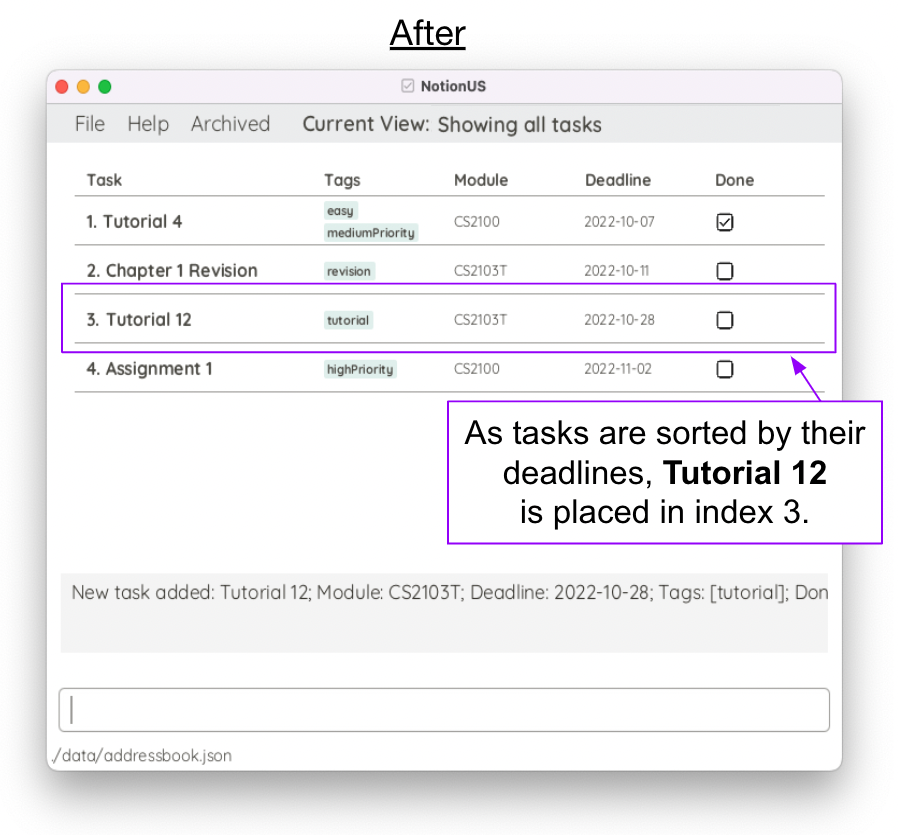 After
NotionUS
File Help Archived Current View: Showing all tasks
Task Tags Module Deadline Done
1. Tutorial 4 easy mediumPriority CS2100 2022-10-07
2. Chapter 1 Revision revision CS2103T 2022-10-11
3. Tutorial 12 tutorial CS2103T 2022-10-28
4. Assignment 1 highPriority CS2100 2022-11-02
As tasks are sorted by their
deadlines, Tutorial 12
is placed in index 3.
New task added: Tutorial 12; Module: CS2103T; Deadline: 2022-10-28; Tags: [tutorial]; Don
./data/addressbook.json